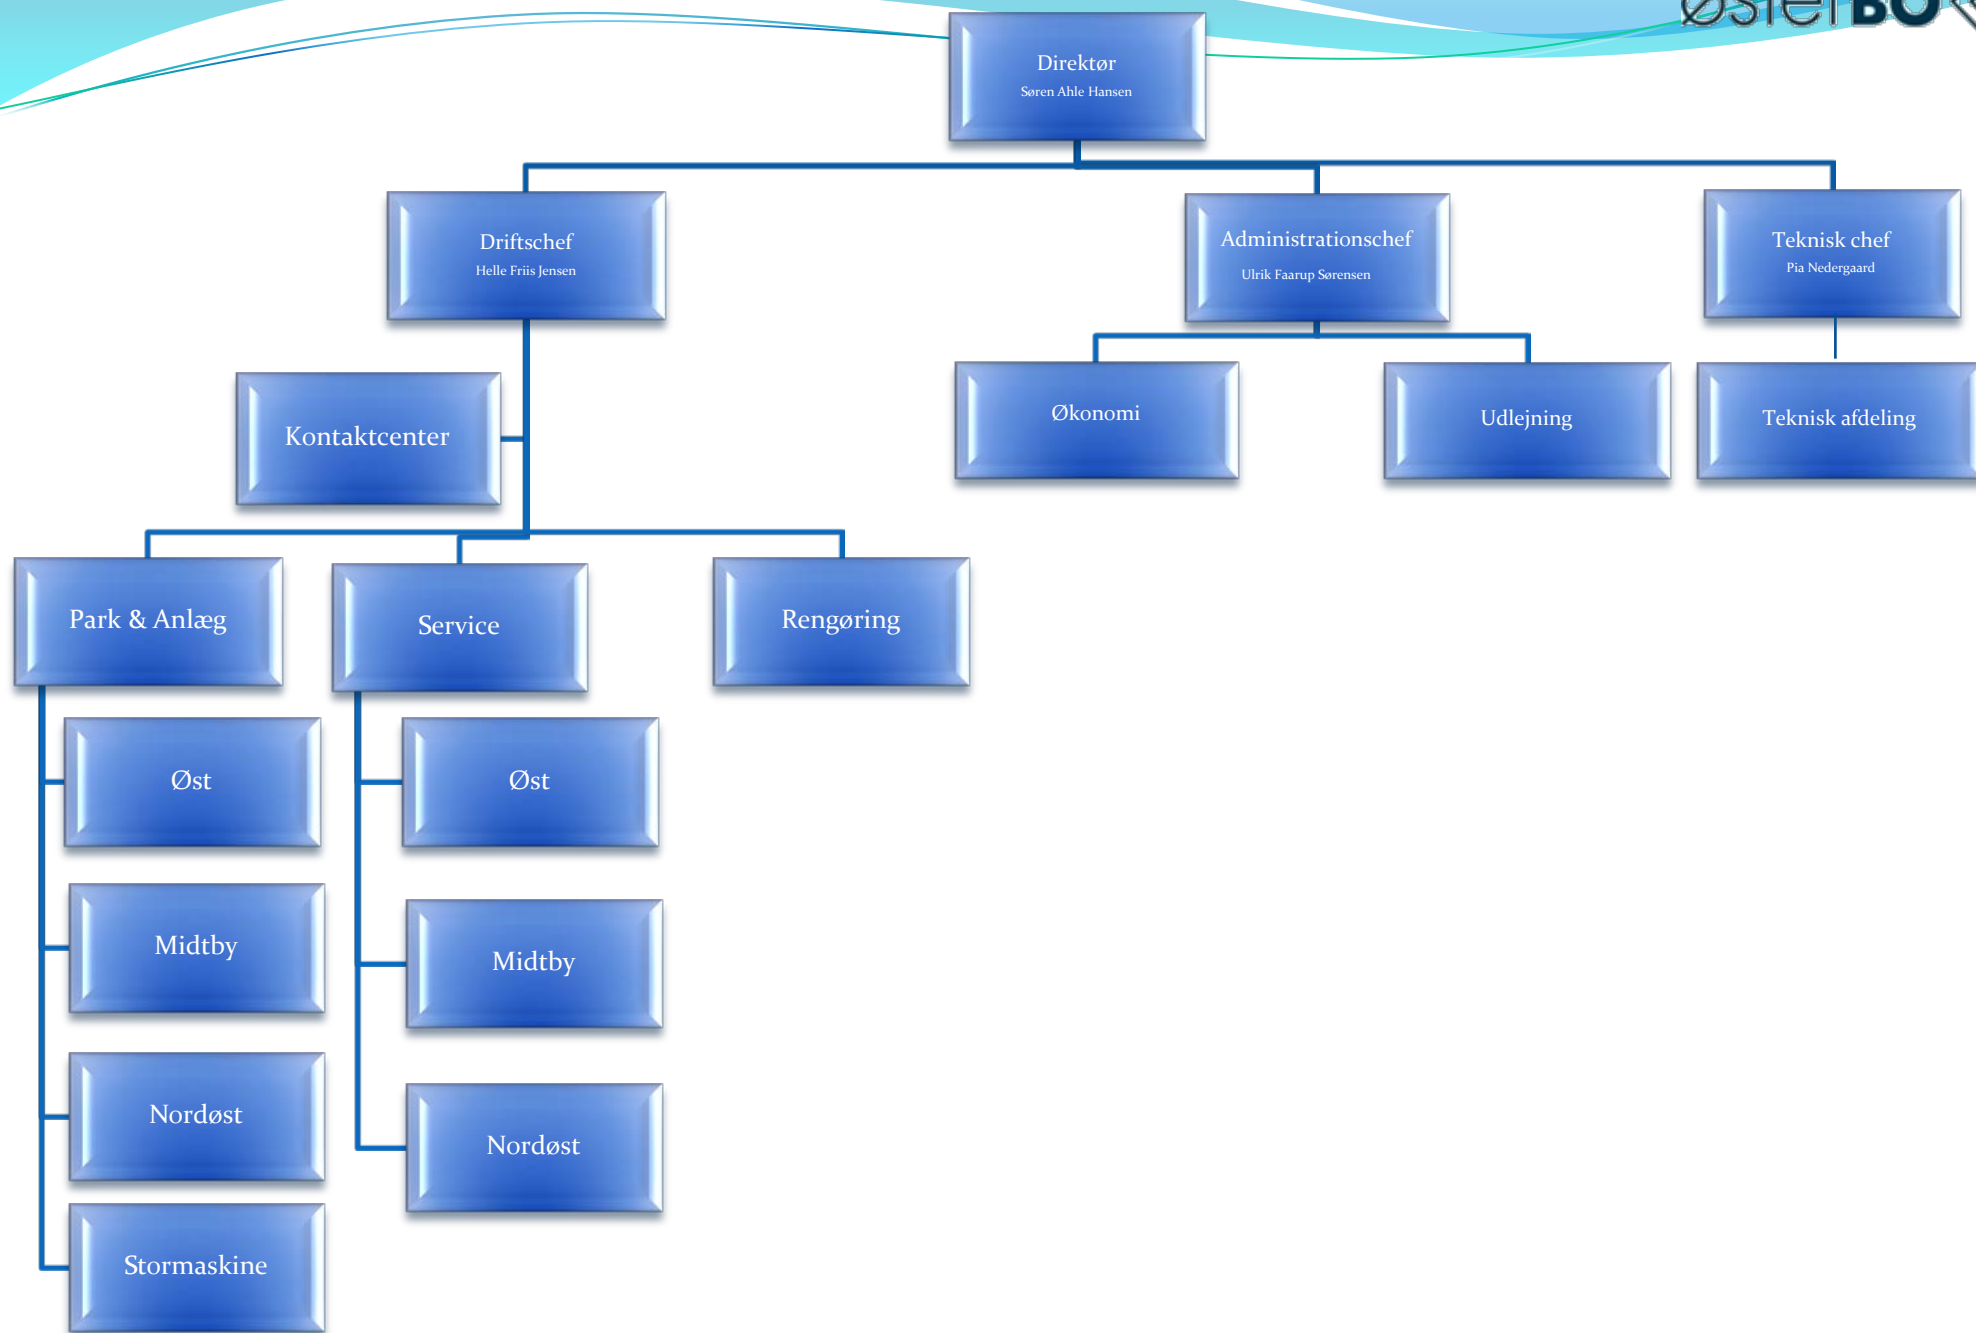 ØsterBO
Direktør
Søren Ahle Hansen
Driftschef
Helle Friis Jensen
Administrationschef
Ulrik Faarup Sørensen
Teknisk chef
Pia Nedergaard
Kontaktcenter
Økonomi
Udlejning
Teknisk afdeling
Park & Anlæg
Service
Rengøring
Øst
Øst
Midtby
Midtby
Nordøst
Nordøst
Stormaskine